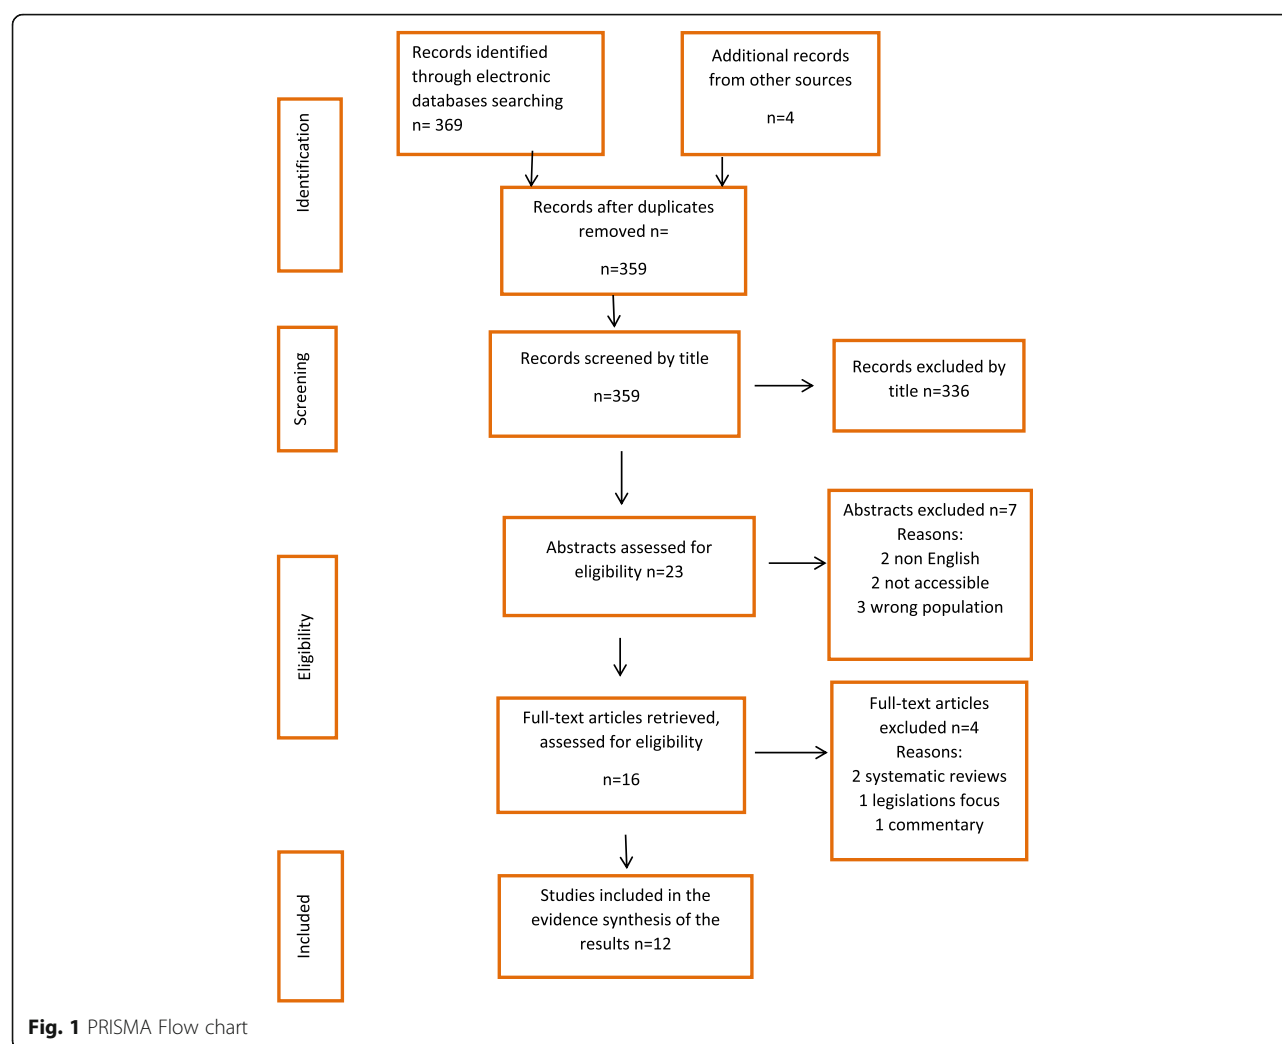 Records identified
through electronic
databases searching
n= 369
Additional records
from other sources
n=4
Identification
Records after duplicates
removed n=
n=359
Screening
Records screened by title
n=359
Records excluded by
title n=336
Eligibility
Abstracts assessed for
eligibility n=23
Abstracts excluded n=7
Reasons:
2 non English
2 not accessible
3 wrong population
Full-text articles retrieved,
assessed for eligibility
n=16
Full-text articles
excluded n=4
Reasons:
2 systematic reviews
1 legislations focus
1 commentary
Included
Studies included in the
evidence synthesis of the
results n=12
Fig. 1 PRISMA Flow chart